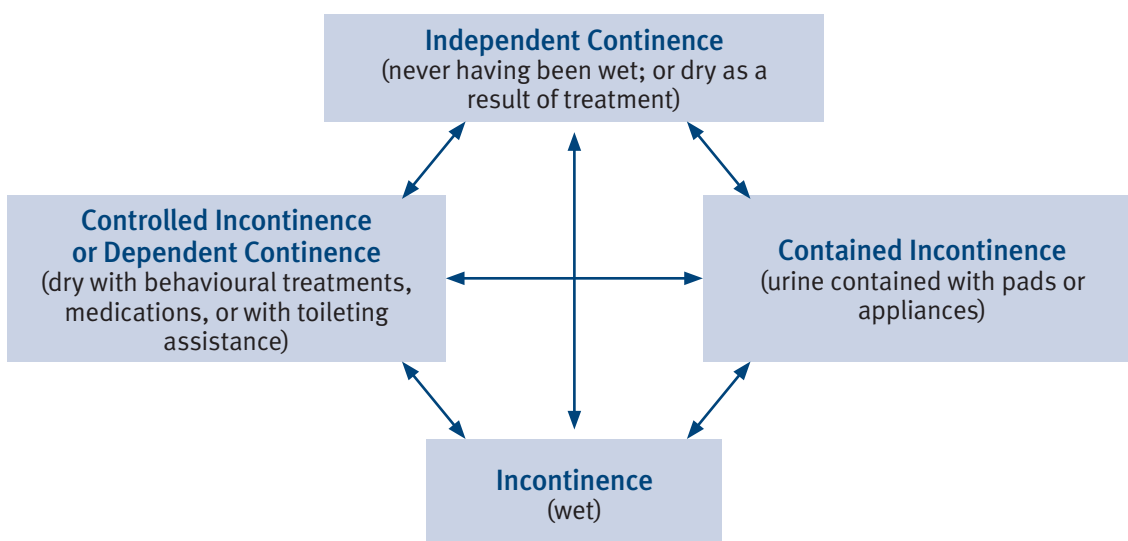 Independent Continence
(never having been wet; or dry as a
result of treatment)
Controlled Incontinence
or Dependent Continence
(dry with behavioural treatments,
medications, or with toileting
assistance)
Contained Incontinence
(urine contained with pads or
appliances)
Incontinence
(wet)